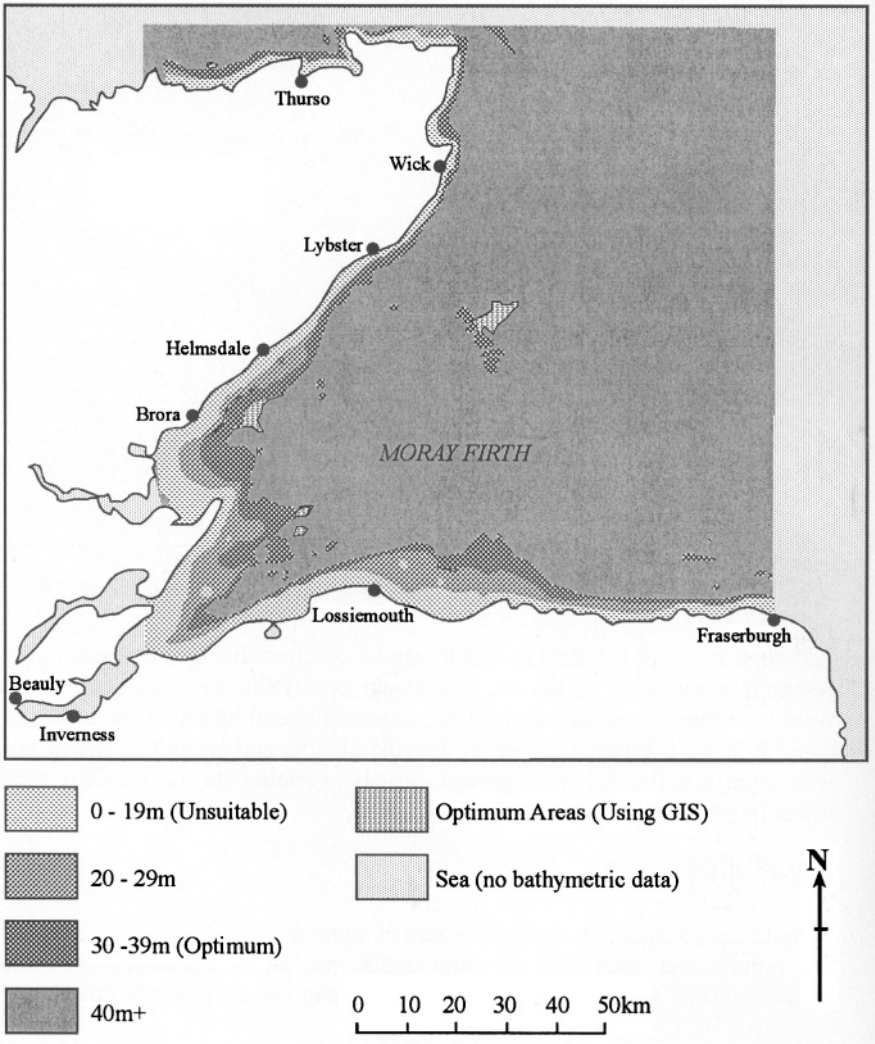 Thurso
Wick
Lybster
Helmsdale
Brora
MORAY FIRTH
Lossiemouth
Fraserburgh
Beauly
Inverness
0 - 19m (Unsuitable)
20 - 29m
30 -39m (Optimum)
40m+
Optimum Areas (Using GIS)
Sea (no bathymetric data)
N
0 10 20 30 40 50km